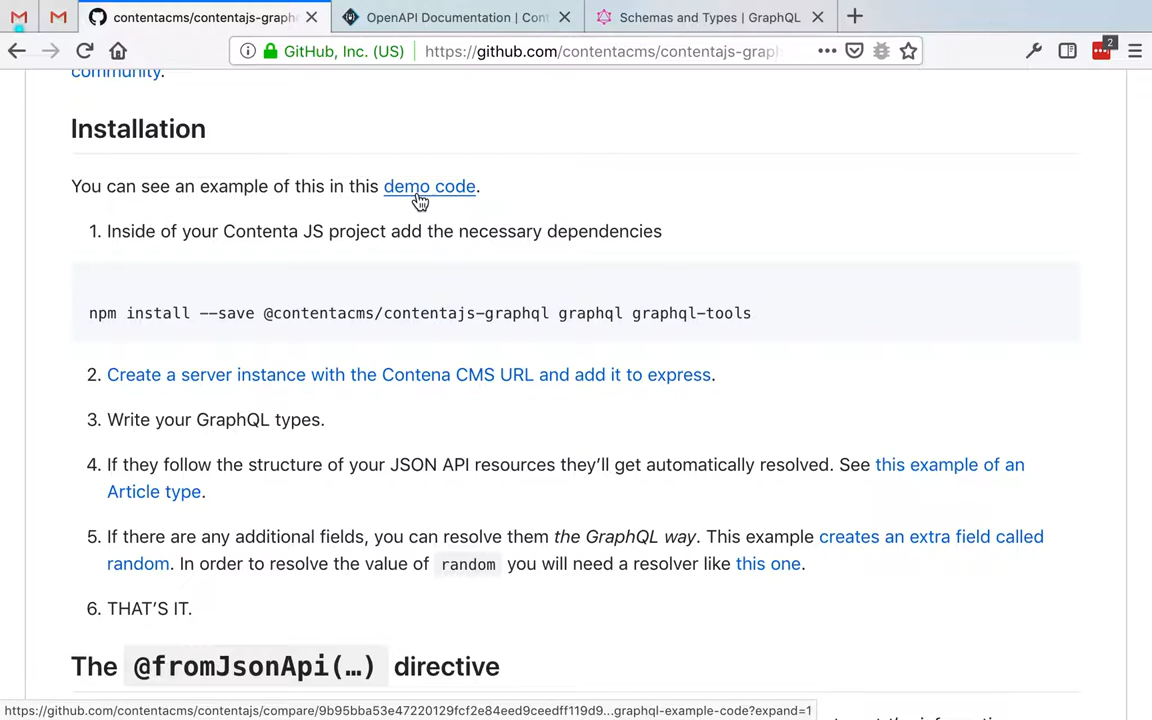 contentacms/contentajs-graph
OpenAPI Documentation | Cont
Schemas and Types | GraphQL
GitHub, Inc. (US)
https://github.com/contentacms/contentajs-graph
2
community.
Installation
You can see an example of this in this demo code.
1. Inside of your Contenta JS project add the necessary dependencies
npm install --save @contentacms/contentajs-graphql graphql graphql-tools
2. Create a server instance with the Contena CMS URL and add it to express.
3. Write your GraphQL types.
4. If they follow the structure of your JSON API resources they’ll get automatically resolved. See this example of an
Article type.
5. If there are any additional fields, you can resolve them the GraphQL way. This example creates an extra field called
random. In order to resolve the value of random you will need a resolver like this one.
6. THAT’S IT.
The @fromJsonApi(…) directive
https://github.com/contentacms/contentajs/compare/9b95bba53e47220129fcf2e84eed9ceedff119d9...graphql-example-code?expand=1